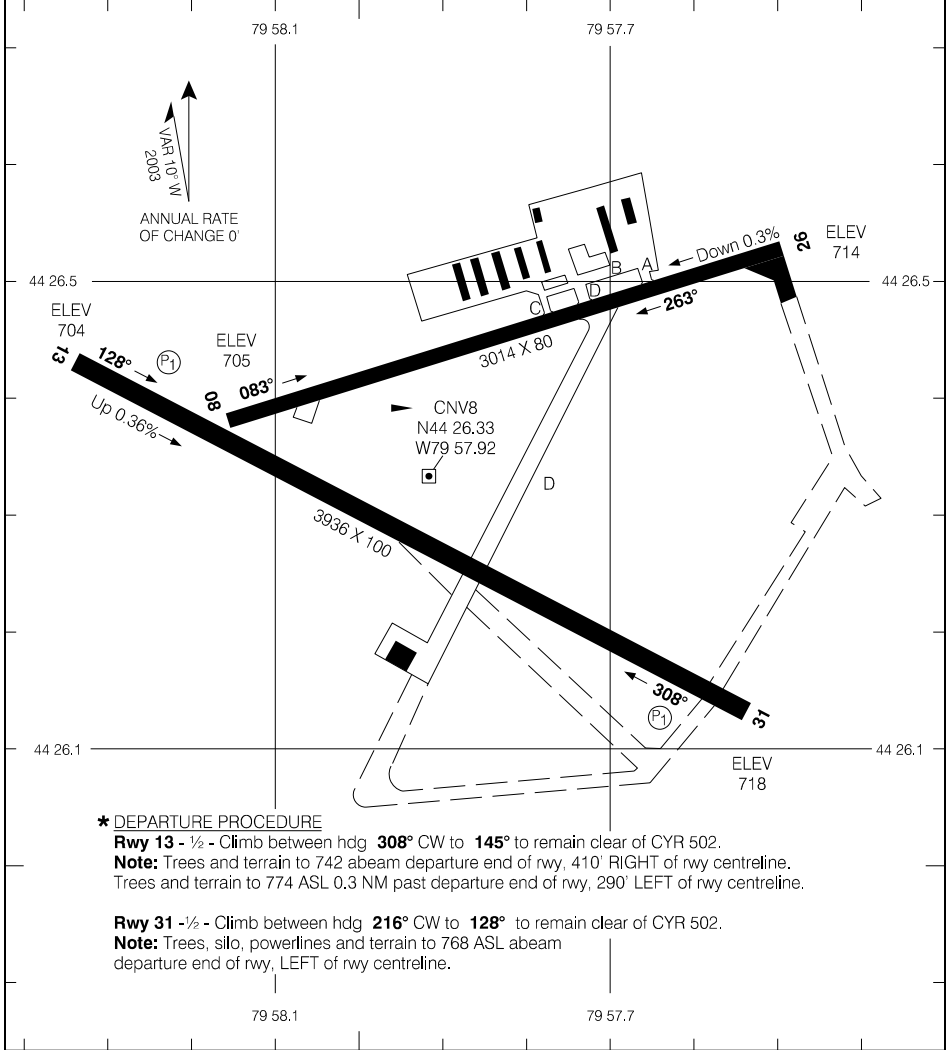 79 58.1
79 57.7
VAR 10° W
2003
ANNUAL RATE
OF CHANGE 0'
44 26.5
26
ELEV
714
Down 0.3%
A
B
D
C
263°
44 26.5
ELEV
704
13
128°
P1
ELEV
705
08
083°
3014 X 80
Up 0.36%
CNV8
N44 26.33
W79 57.92
D
3936 X 100
308°
P1
31
44 26.1
44 26.1
ELEV
718
* DEPARTURE PROCEDURE
Rwy 13 - ½ - Climb between hdg 308° CW to 145° to remain clear of CYR 502.
Note: Trees and terrain to 742 abeam departure end of rwy, 410' RIGHT of rwy centreline.
Trees and terrain to 774 ASL 0.3 NM past departure end of rwy, 290' LEFT of rwy centreline.
Rwy 31 -½ - Climb between hdg 216° CW to 128° to remain clear of CYR 502.
Note: Trees, silo, powerlines and terrain to 768 ASL abeam
departure end of rwy, LEFT of rwy centreline.
79 58.1
79 57.7